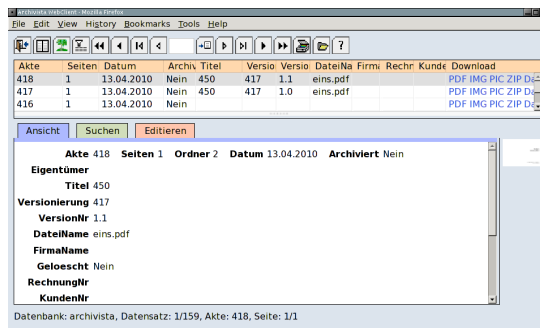 Archivista WebClient - Mozilla Firefox
File Edit View History Bookmarks Tools Help
Akte Seiten Datum Archiv Titel Versio Versio DateiNa Firma Rechn Kunde Download
418 1 13.04.2010 Nein 450 417 1.1 eins.pdf PDF IMG PIC ZIP Da
417 1 13.04.2010 Nein 450 417 1.0 eins.pdf PDF IMG PIC ZIP Da
416 1 13.04.2010 Nein PDF IMG PIC ZIP Da
Ansicht Suchen Editieren
Akte 418 Seiten 1 Ordner 2 Datum 13.04.2010 Archiviert Nein
Eigentümer
Titel 450
Versionierung 417
VersionNr 1.1
DateiName eins.pdf
FirmaName
Geloescht Nein
RechnungNr
KundenNr
Datenbank: archivista, Datensatz: 1/159, Akte: 418, Seite: 1/1